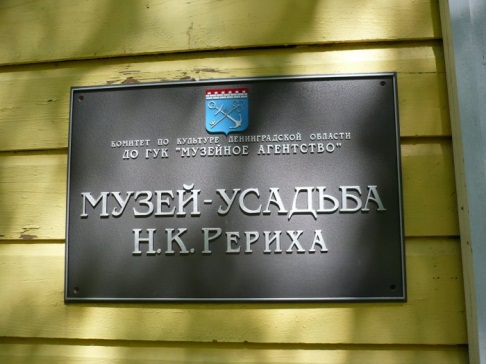 КОМИТЕТ ПО КУЛЬТУРЕ ЛЕНИНГРАДСКОЙ ОБЛАСТИ
ДО ГУК "МУЗЕЙНОЕ АГЕНТСТВО"
МУЗЕЙ-УСАДЬБА
Н.К. РЕРИХА